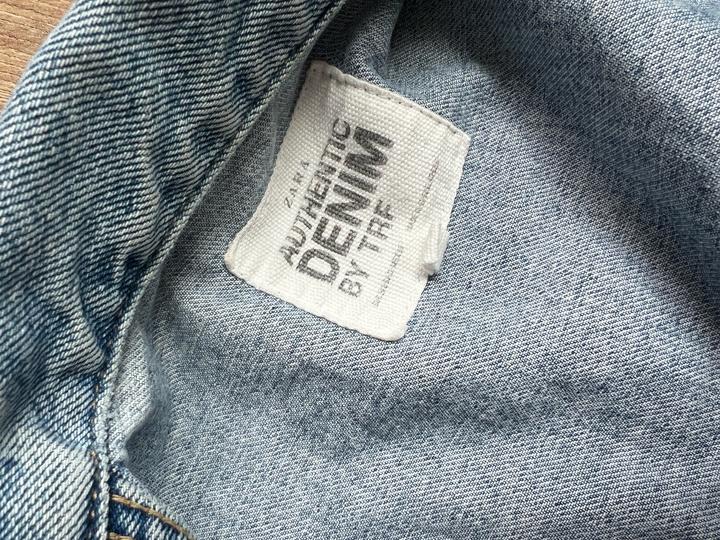 ZARA
AUTHENTIC
DENIM
BY TRF